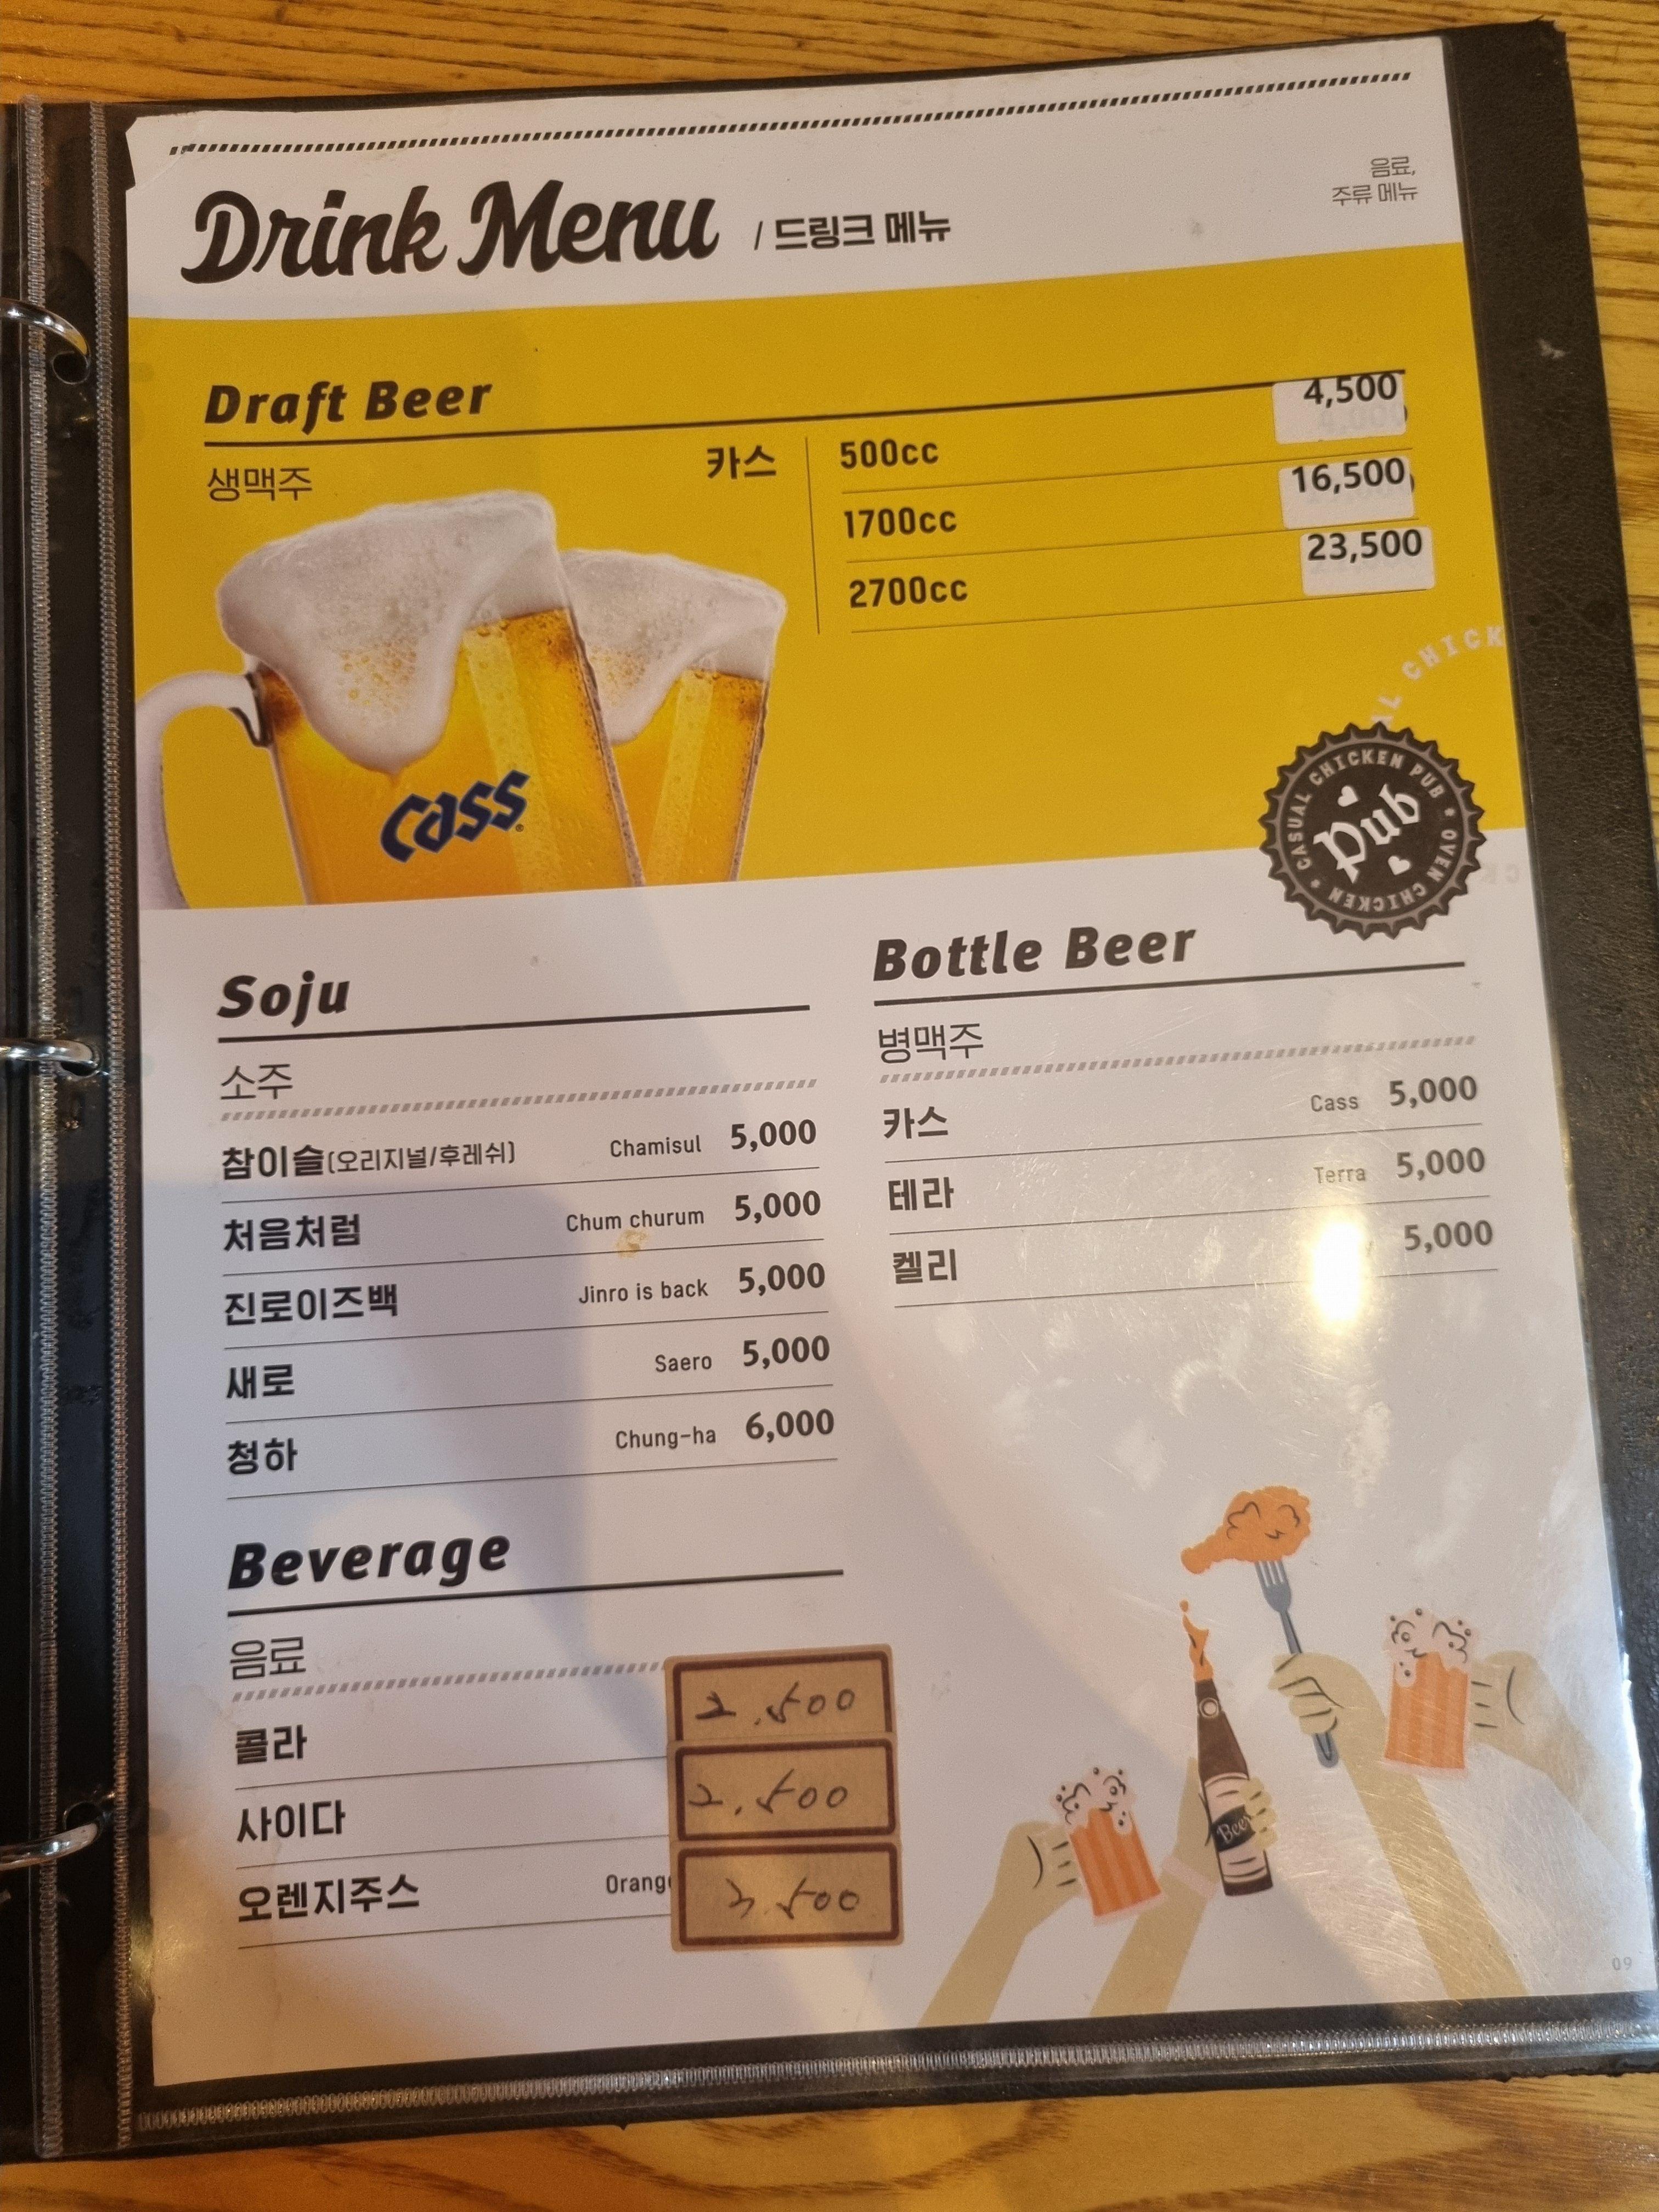 Drink Menu / 드링크 메뉴
음료,
주류 메뉴
Draft Beer
생맥주
카스
500cc 4,500
1700cc 16,500
2700cc 23,500
Cass
AL CHICK
CASUAL CHICKEN PUB • OVEN CHICKEN •
Pub
Soju
소주
참이슬(오리지널/후레쉬) Chamisul 5,000
처음처럼 Chum churum 5,000
진로이즈백 Jinro is back 5,000
새로 Saero 5,000
청하 Chung-ha 6,000
Bottle Beer
병맥주
카스 Cass 5,000
테라 Terra 5,000
켈리 5,000
Beverage
음료
콜라 2,500
사이다 2,500
오렌지주스 Orange 3,500
Beer
09